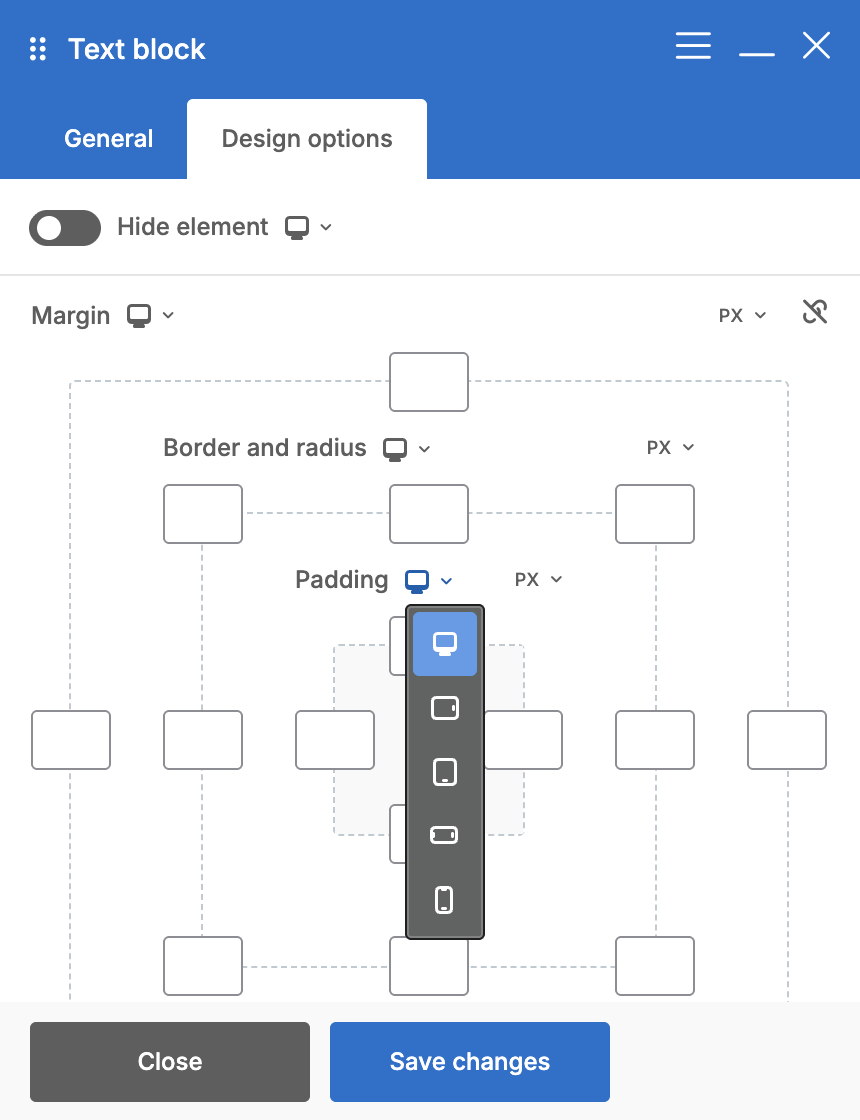 Text block
General
Design options
Hide element
Margin
PX
Border and radius
PX
Padding
PX
Close
Save changes